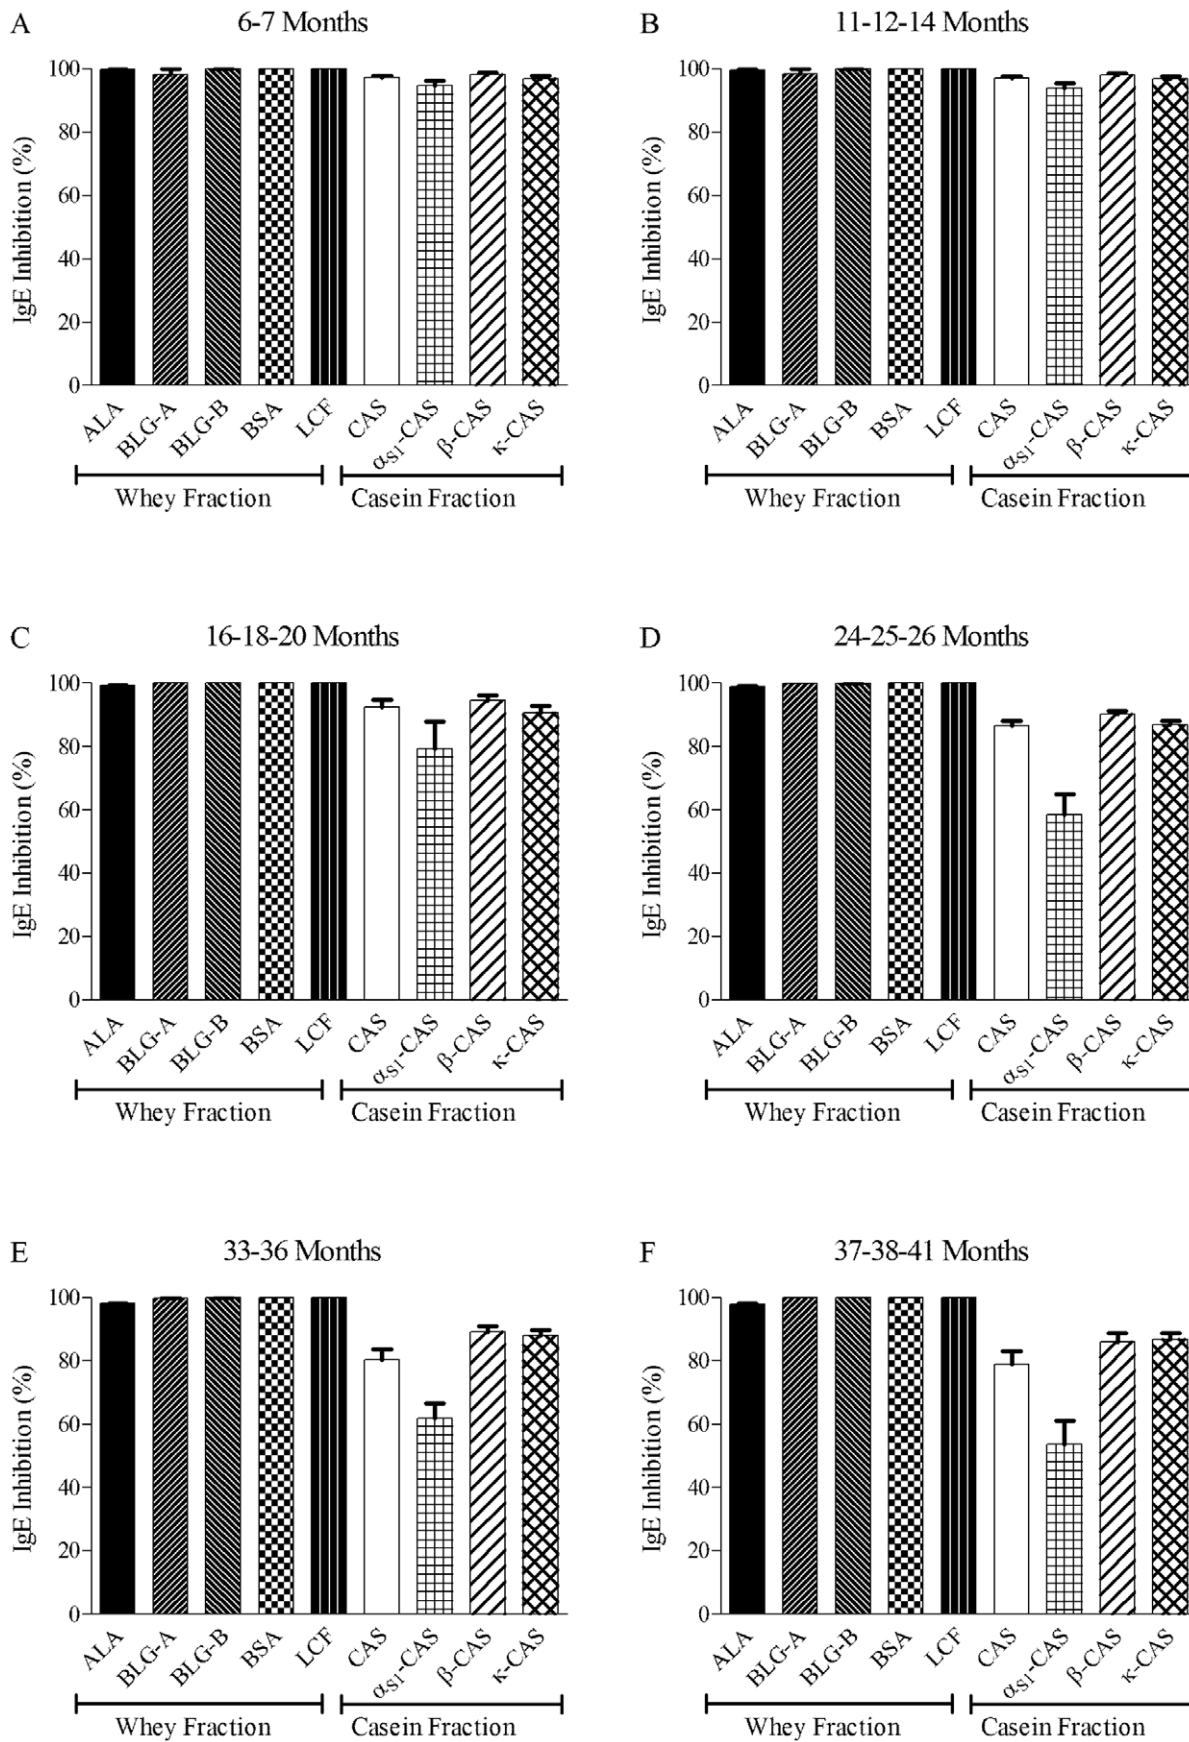 A
6-7 Months
IgE Inhibition (%)
100
80
60
40
20
0
ALA
BLG-A
BLG-B
BSA
LCF
CAS
αS1-CAS
β-CAS
κ-CAS
Whey Fraction
Casein Fraction
B
11-12-14 Months
IgE Inhibition (%)
100
80
60
40
20
0
ALA
BLG-A
BLG-B
BSA
LCF
CAS
αS1-CAS
β-CAS
κ-CAS
Whey Fraction
Casein Fraction
C
16-18-20 Months
IgE Inhibition (%)
100
80
60
40
20
0
ALA
BLG-A
BLG-B
BSA
LCF
CAS
αS1-CAS
β-CAS
κ-CAS
Whey Fraction
Casein Fraction
D
24-25-26 Months
IgE Inhibition (%)
100
80
60
40
20
0
ALA
BLG-A
BLG-B
BSA
LCF
CAS
αS1-CAS
β-CAS
κ-CAS
Whey Fraction
Casein Fraction
E
33-36 Months
IgE Inhibition (%)
100
80
60
40
20
0
ALA
BLG-A
BLG-B
BSA
LCF
CAS
αS1-CAS
β-CAS
κ-CAS
Whey Fraction
Casein Fraction
F
37-38-41 Months
IgE Inhibition (%)
100
80
60
40
20
0
ALA
BLG-A
BLG-B
BSA
LCF
CAS
αS1-CAS
β-CAS
κ-CAS
Whey Fraction
Casein Fraction